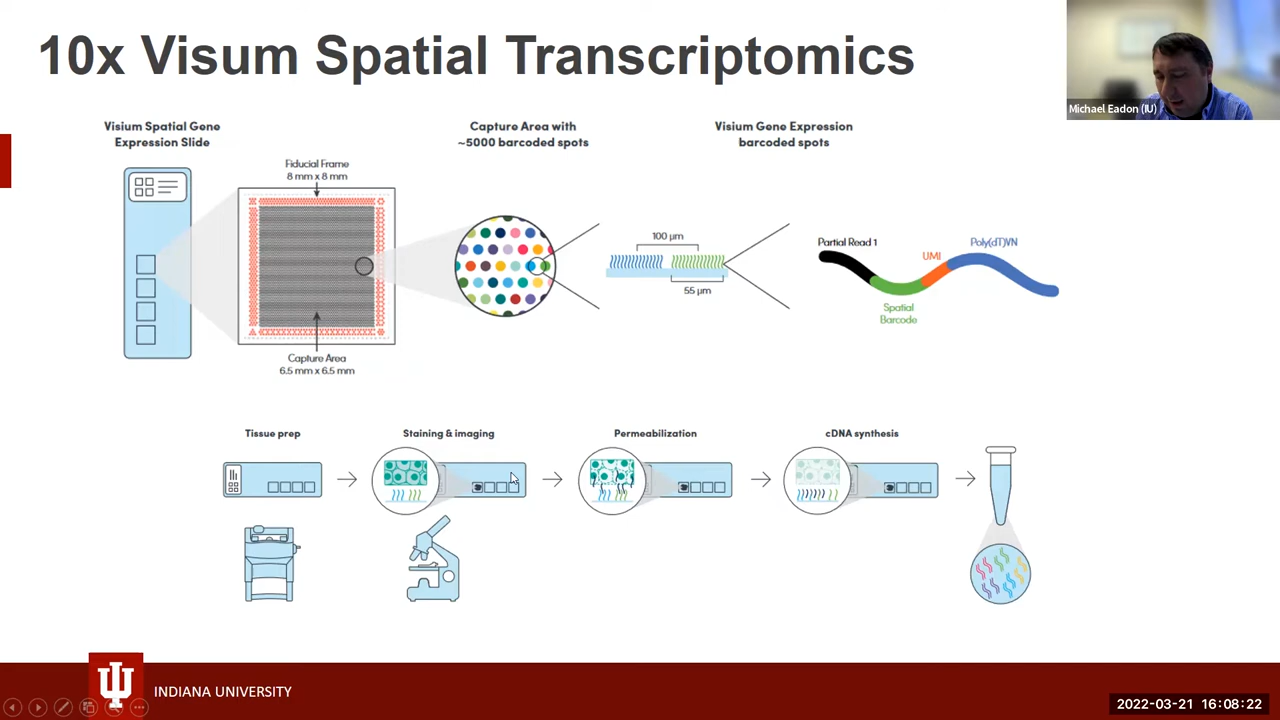 10x Visum Spatial Transcriptomics
Michael Eadon (IU)
Visium Spatial Gene
Expression Slide
Capture Area with
~5000 barcoded spots
Visium Gene Expression
barcoded spots
Fiducial Frame
8 mm x 8 mm
100 µm
55 µm
Partial Read 1
UMI
Poly(dT)VN
Spatial
Barcode
Capture Area
6.5 mm x 6.5 mm
Tissue prep
Staining & imaging
Permeabilization
cDNA synthesis
INDIANA UNIVERSITY
2022-03-21 16:08:22